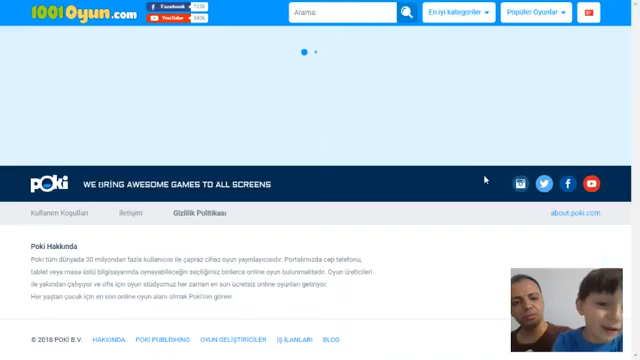 1001Oyun.com
Facebook
YouTube
Arama:
En iyi kategoriler
Popüler Oyunlar
POKi
WE BRING AWESOME GAMES TO ALL SCREENS
Kullanım Koşulları
İletişim
Gizlilik Politikası
about.poki.com
Poki Hakkında
Poki tüm dünyada 30 milyondan fazla kullanıcısı ile çapraz cihaz oyun yayınlayıcısıdır. Portalımızda cep telefonu,
tablet veya masa üstü bilgisayarında oynayabileceğin seçtiğimiz binlerce online oyun bulunmaktadır. Oyun üreticileri
ile yakından çalışıyor ve ofis için stüdyomuz her zaman en son ücretsiz online oyunları getiriyor.
Her yaştan çocuk için en son online oyun alanı olmak Poki'nin görevi.
© 2018 POKİ B.V.
HAKKINDA
POKİ PUBLİSHİNG
OYUN GELİŞTİRİCİLER
İŞ İLANLARI
BLOG